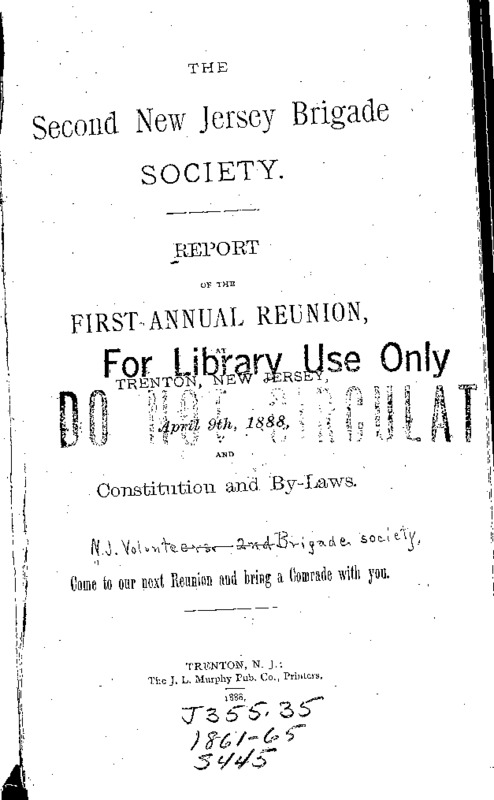 THE
Second New Jersey Brigade
SOCIETY.
REPORT
OF THE
FIRST ANNUAL REUNION,
AT
For Library Use Only
TRENTON, NEW JERSEY,
DO NOT CIRCULAT
April 9th, 1888,
AND
Constitution and By-Laws.
N.J. Volunteers. 2nd Brigade society,
Come to our next Reunion and bring a Comrade with you.
TRENTON, N. J.:
The J. L. Murphy Pub. Co., Printers.
1888.
J355.35
1861-65
S445